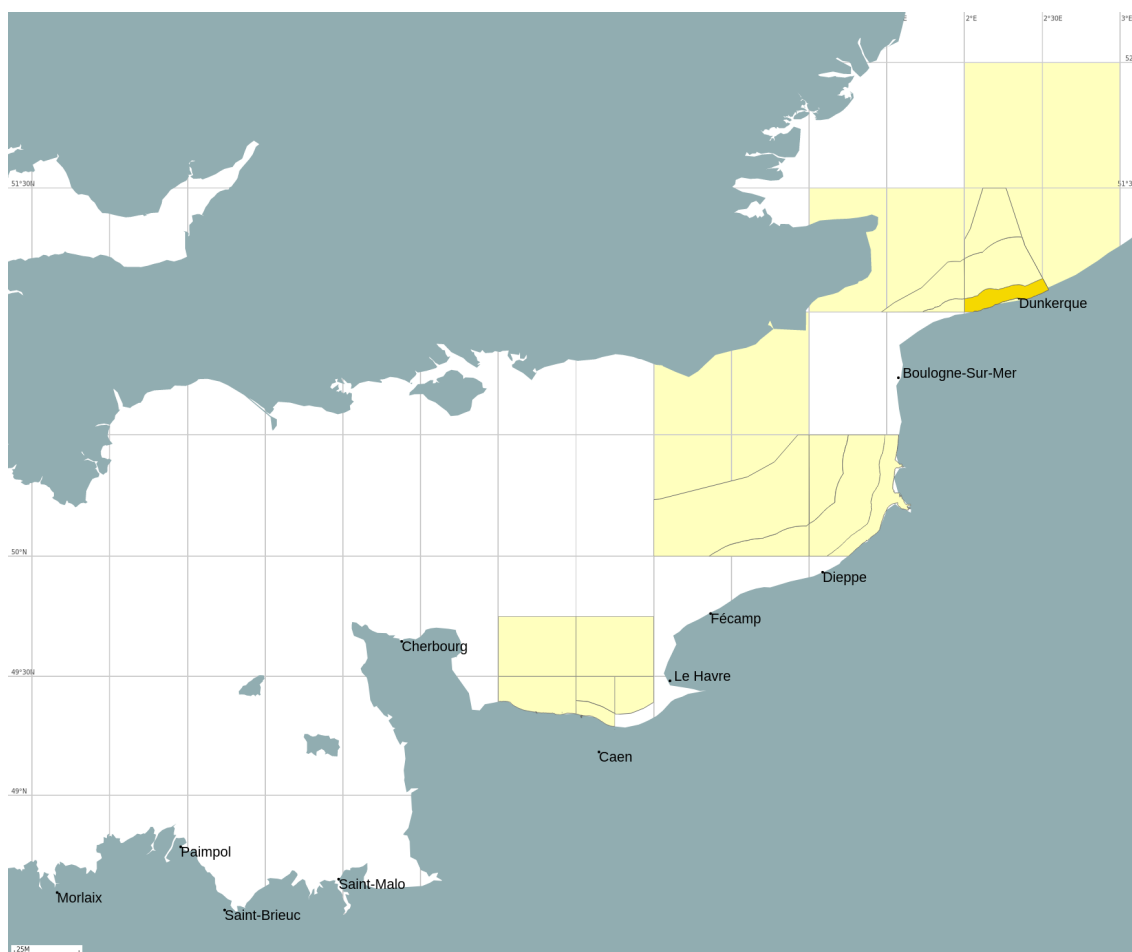 2°E
2°30E
3°E
52
51°30N
51°3
Dunkerque
Boulogne-Sur-Mer
50°N
Dieppe
Fécamp
Cherbourg
49°30N
Le Havre
Caen
49°N
Paimpol
Saint-Malo
Morlaix
Saint-Brieuc
25M